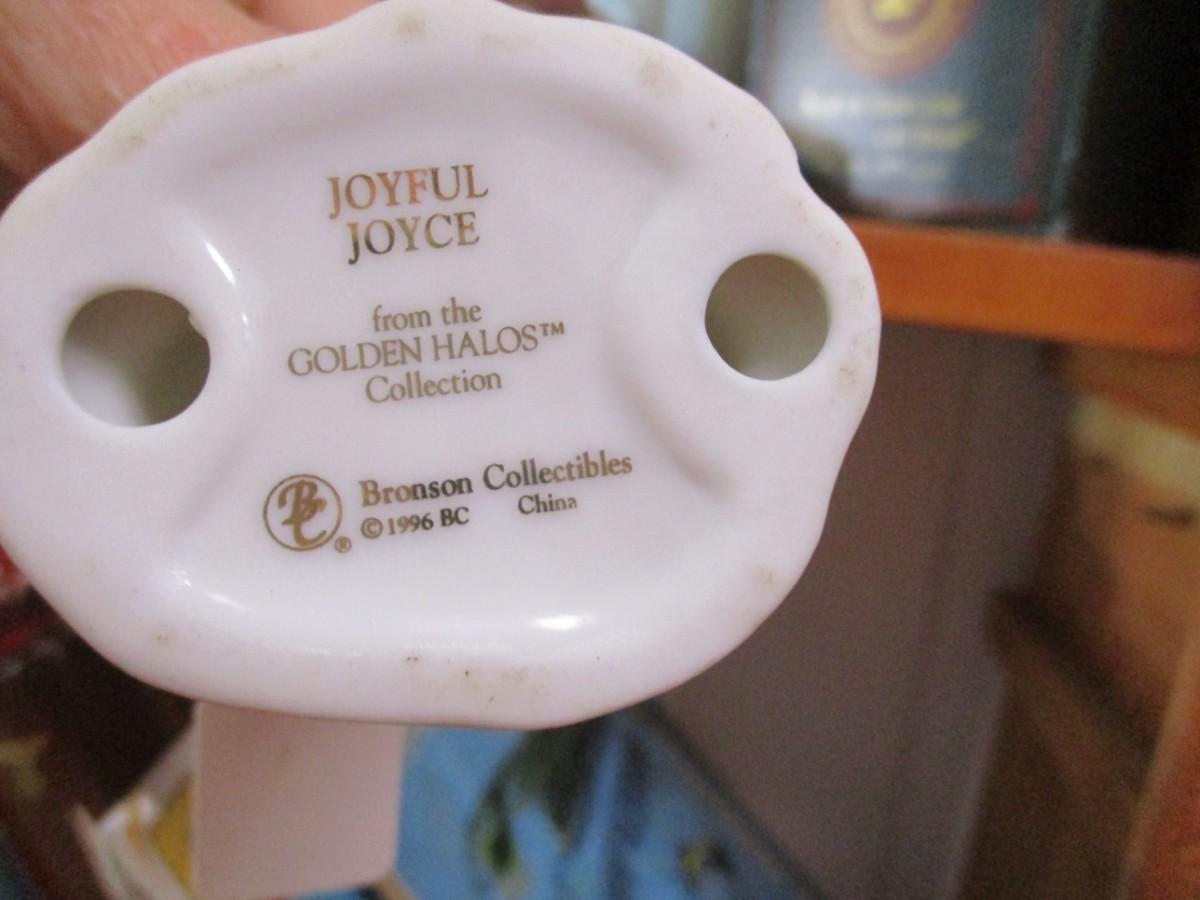 JOYFUL
JOYCE
from the
GOLDEN HALOS™
Collection
BC ® Bronson Collectibles
©1996 BC China